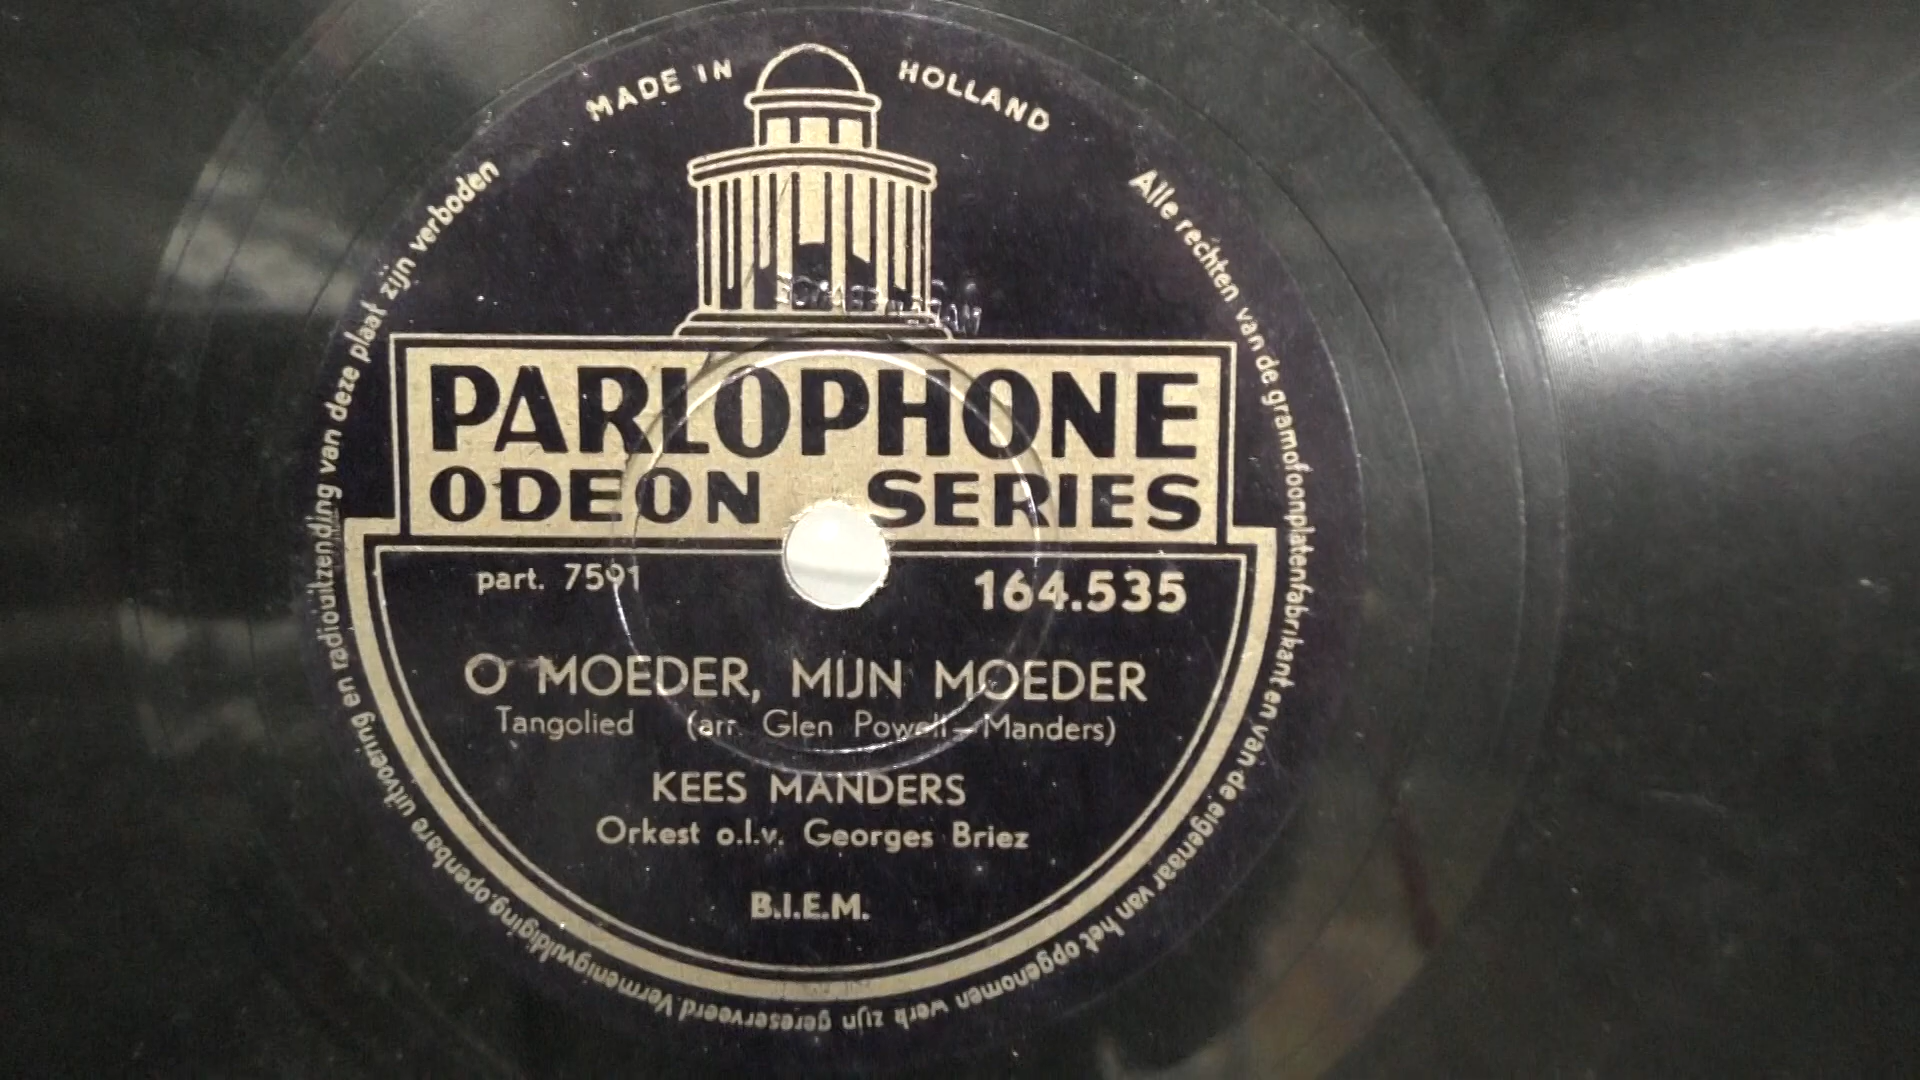 MADE IN HOLLAND
PARLOPHONE
ODEON SERIES
part. 7591
164.535
O MOEDER, MIJN MOEDER
Tangolied (arr. Glen Powell-Manders)
KEES MANDERS
Orkest o.l.v. Georges Briez
B.I.E.M.
Alle rechten van de gramofoonplatenfabrikant en van de eigenaar van het opgenomen werk zijn gereserveerd. Vermenigvuldiging, openbare uitvoering en radiouitzending van deze plaat zijn verboden